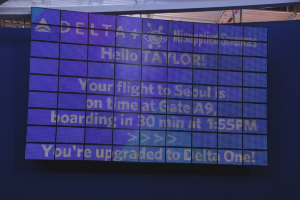 DELTA
Hello TAYLOR!
Your flight to Seoul is
on time at Gate A9,
boarding in 30 min at 1:55PM
>>>>
You're upgraded to Delta One!